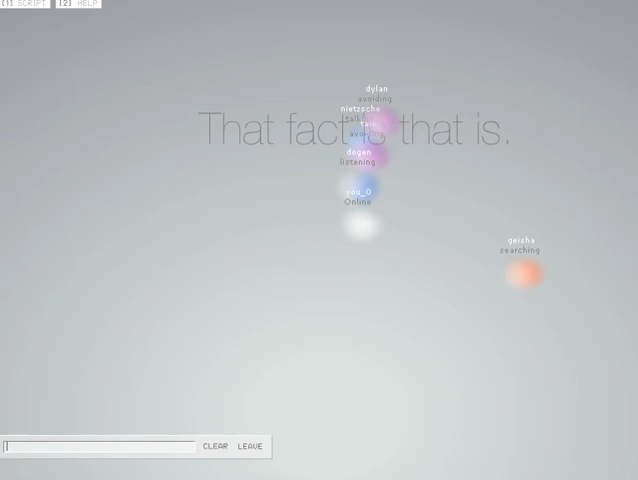 [1] SCRIPT [2] HELP
dylan
avoiding
nietzsche
That fact is that is.
avoiding
dogen
listening
you_0
Online
geisha
searching
CLEAR LEAVE